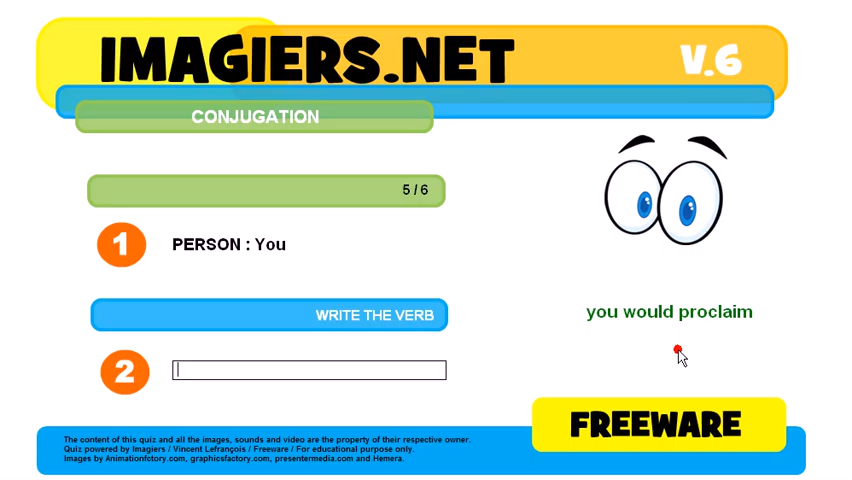 IMAGIERS.NET
V.6
CONJUGATION
5 / 6
1
PERSON : You
WRITE THE VERB
you would proclaim
2
FREEWARE
The content of this quiz and all the images, sounds and video are the property of their respective owner.
Quiz powered by Imagiers / Vincent Lefrançois / Freeware / For educational purpose only.
Images by Animationfctory.com, graphicsfactory.com, presentermedia.com and Hemera.